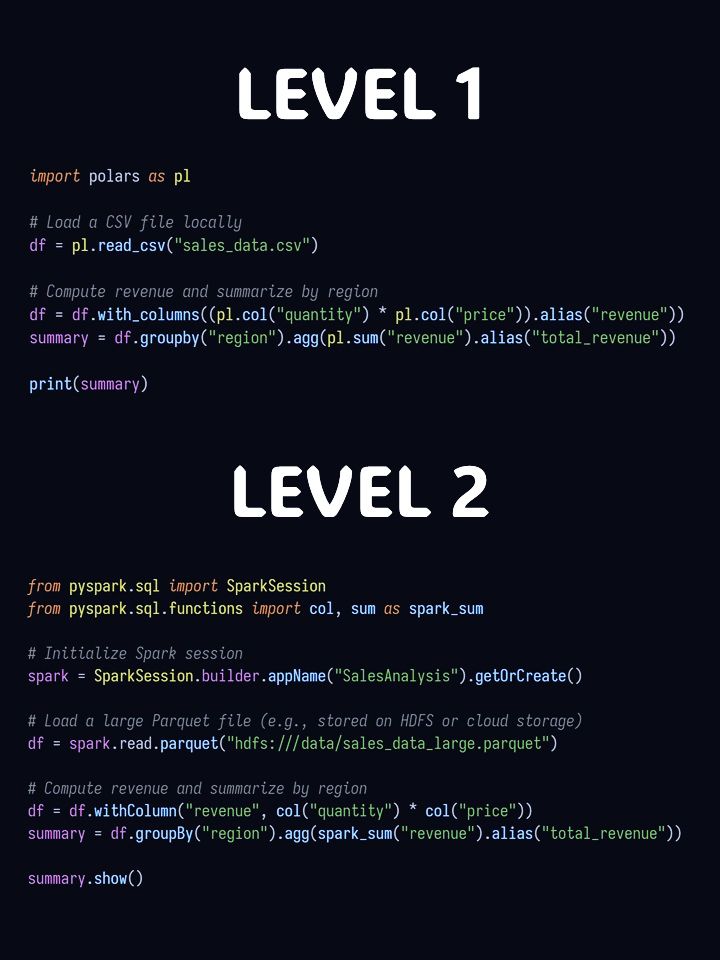 LEVEL 1
import polars as pl
# Load a CSV file locally
df = pl.read_csv("sales_data.csv")
# Compute revenue and summarize by region
df = df.with_columns((pl.col("quantity") * pl.col("price")).alias("revenue"))
summary = df.groupby("region").agg(pl.sum("revenue").alias("total_revenue"))
print(summary)
LEVEL 2
from pyspark.sql import SparkSession
from pyspark.sql.functions import col, sum as spark_sum
# Initialize Spark session
spark = SparkSession.builder.appName("SalesAnalysis").getOrCreate()
# Load a large Parquet file (e.g., stored on HDFS or cloud storage)
df = spark.read.parquet("hdfs:///data/sales_data_large.parquet")
# Compute revenue and summarize by region
df = df.withColumn("revenue", col("quantity") * col("price"))
summary = df.groupBy("region").agg(spark_sum("revenue").alias("total_revenue"))
summary.show()